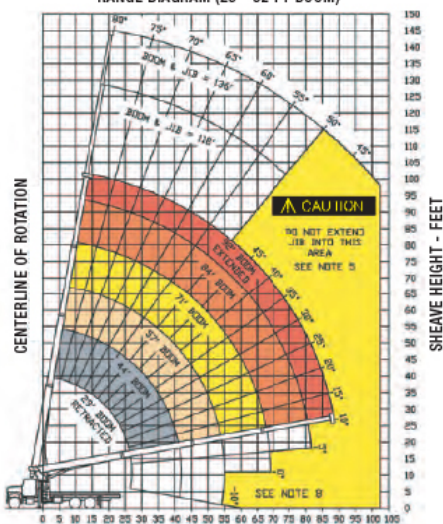 RANGE DIAGRAM (29' - 92 FT BOOM)
80°
75°
70°
65°
60°
55°
50°
45°
BOOM & JIB = 136'
BOOM & JIB = 118'
CAUTION
DO NOT EXTEND
JIB INTO THIS
AREA
SEE NOTE 5
92' BOOM
EXTENDED
84' BOOM
71' BOOM
57' BOOM
44' BOOM
29' BOOM
RETRACTED
45°
40°
35°
30°
25°
20°
15°
10°
0
-10°
SEE NOTE 8
CENTERLINE OF ROTATION
SHEAVE HEIGHT - FEET
150
145
140
135
130
125
120
115
110
105
100
95
90
85
80
75
70
65
60
55
50
45
40
35
30
25
20
15
10
5
0
0 5 10 15 20 25 30 35 40 45 50 55 60 65 70 75 80 85 90 95 100 105